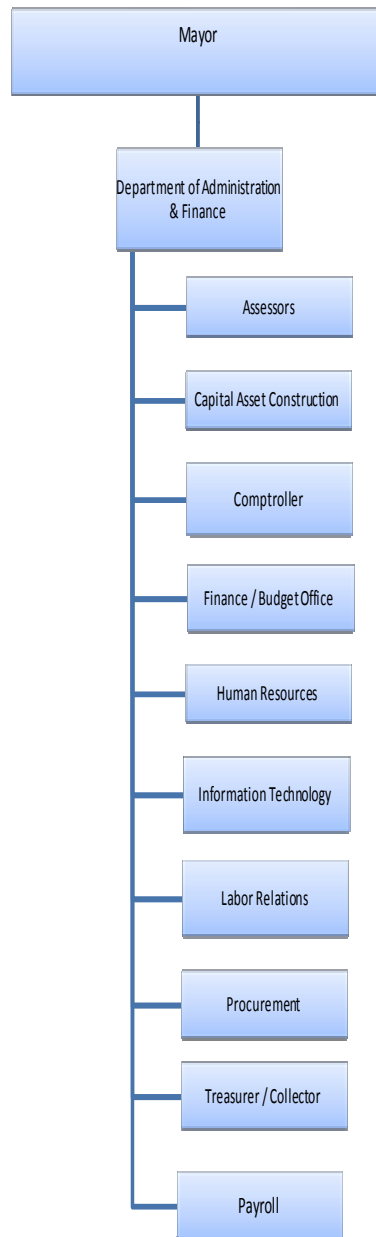 Mayor
Department of Administration
& Finance
Assessors
Capital Asset Construction
Comptroller
Finance / Budget Office
Human Resources
Information Technology
Labor Relations
Procurement
Treasurer / Collector
Payroll